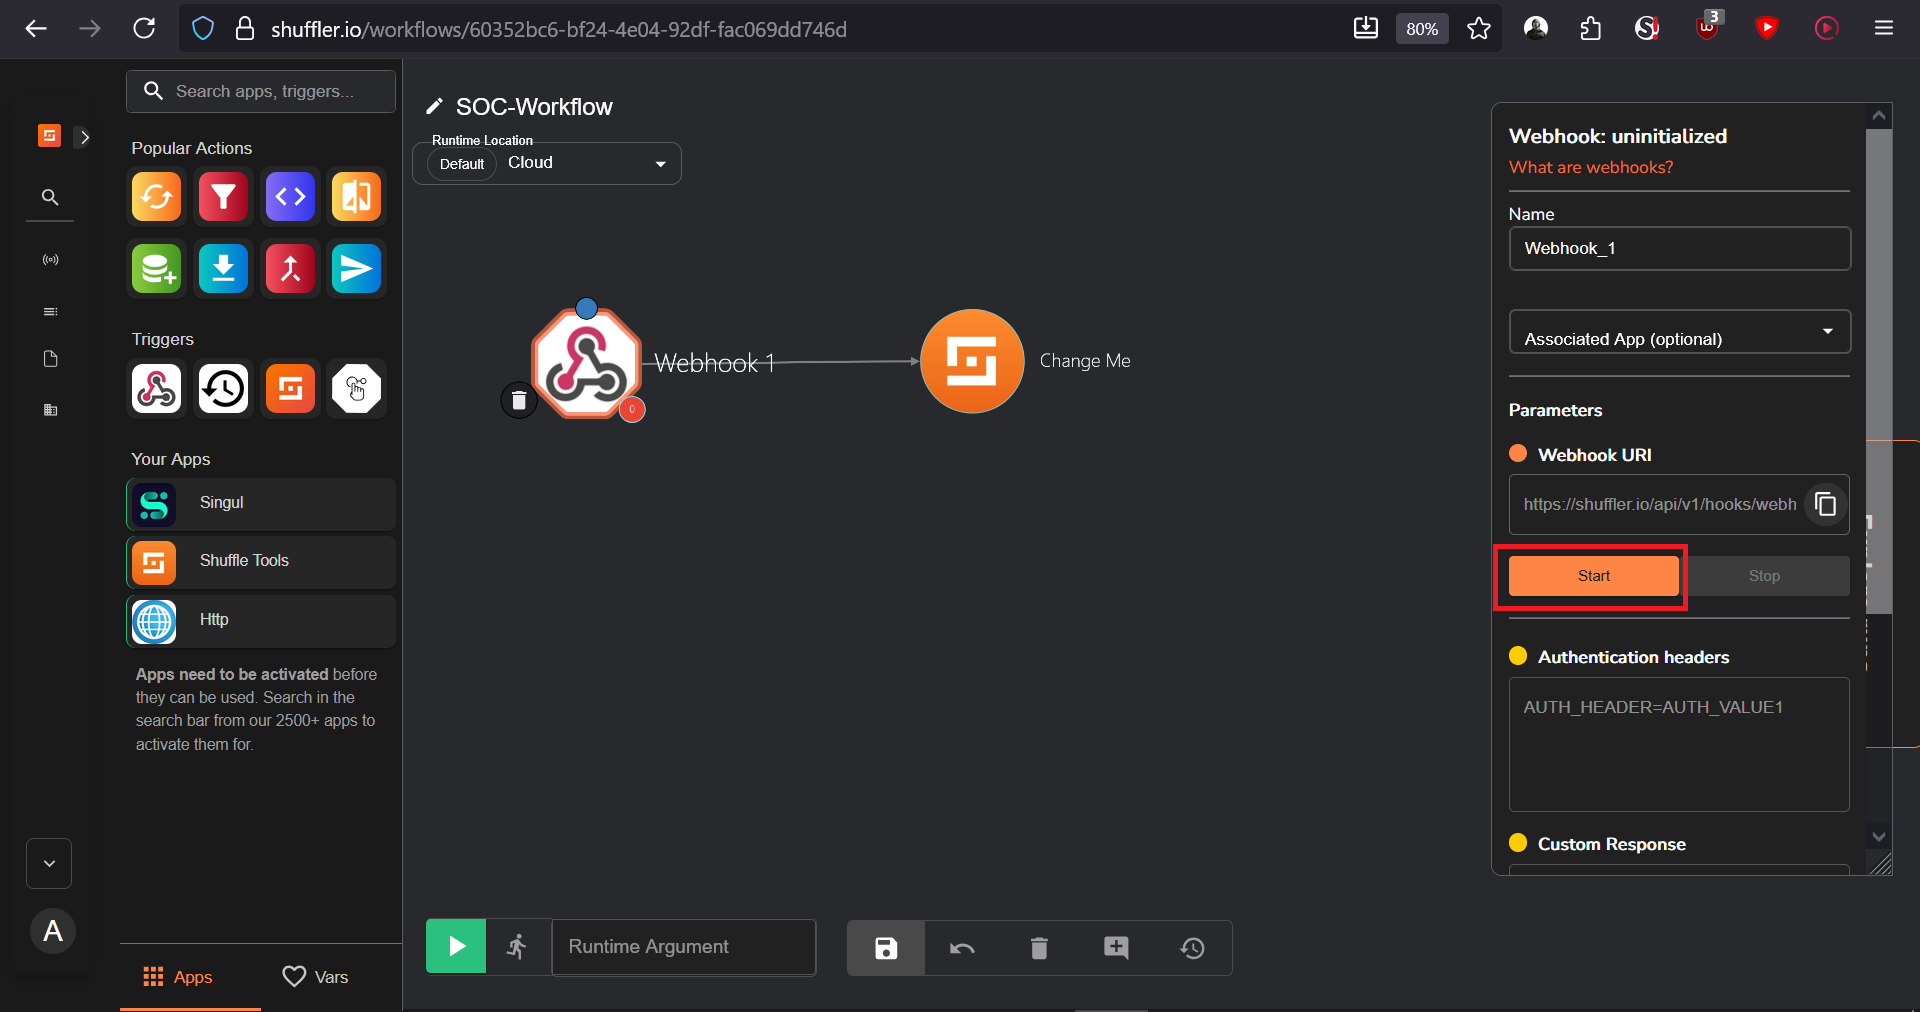 shuffler.io/workflows/60352bc6-bf24-4e04-92df-fac069dd746d
80%
3
Search apps, triggers...
Popular Actions
Triggers
Your Apps
Singul
Shuffle Tools
Http
Apps need to be activated before
they can be used. Search in the
search bar from our 2500+ apps to
activate them for.
A
Apps
Vars
SOC-Workflow
Runtime Location
Default
Cloud
Webhook 1
Change Me
Runtime Argument
Webhook: uninitialized
What are webhooks?
Name
Webhook_1
Associated App (optional)
Parameters
Webhook URI
https://shuffler.io/api/v1/hooks/webh
Start
Stop
Authentication headers
AUTH_HEADER=AUTH_VALUE1
Custom Response